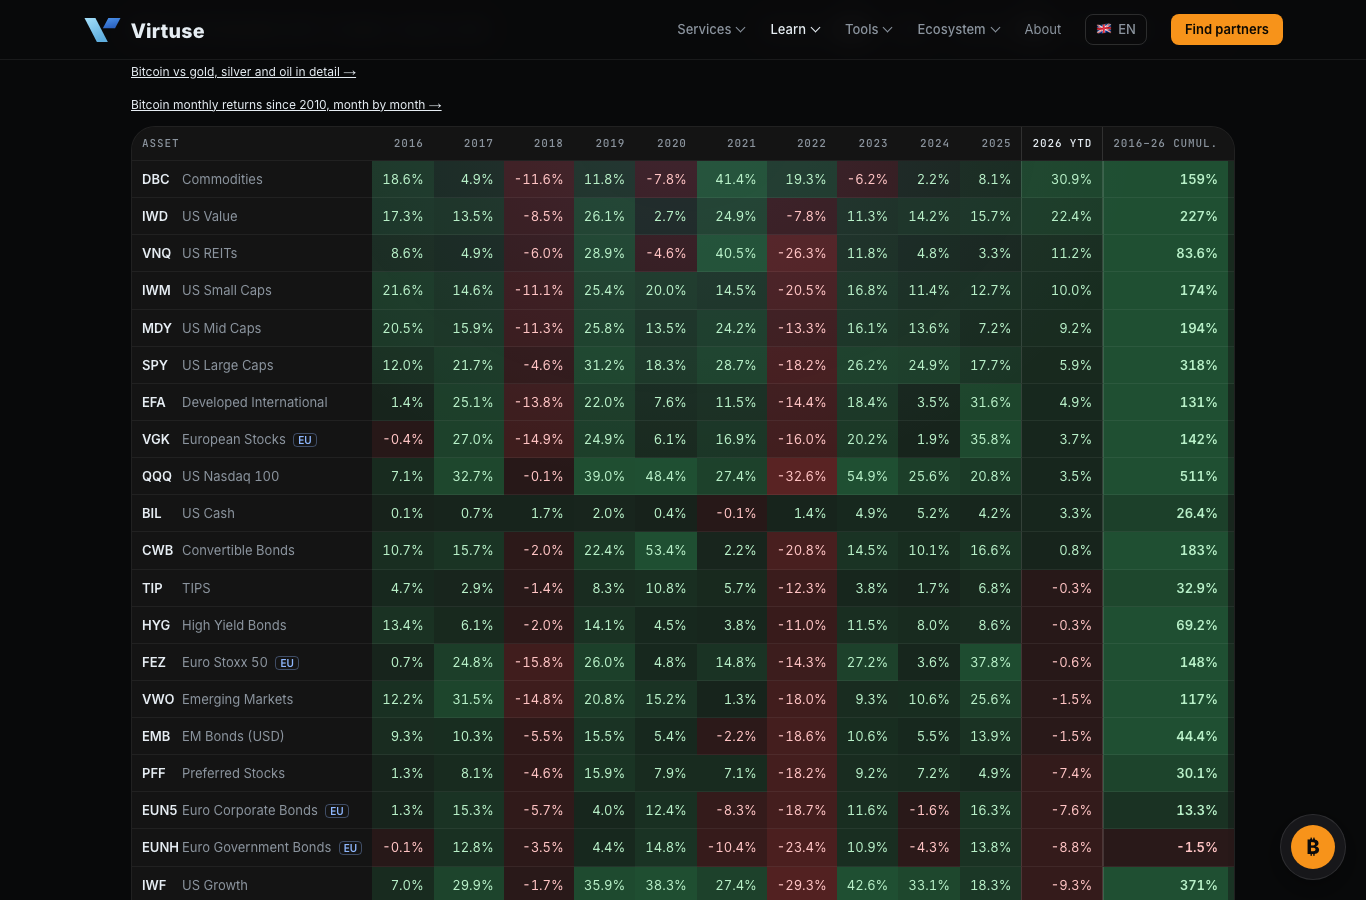 Virtuse
Services Learn Tools Ecosystem About EN Find partners
Bitcoin vs gold, silver and oil in detail →
Bitcoin monthly returns since 2010, month by month →
ASSET 2016 2017 2018 2019 2020 2021 2022 2023 2024 2025 2026 YTD 2016–26 CUMUL.
DBC Commodities 18.6% 4.9% -11.6% 11.8% -7.8% 41.4% 19.3% -6.2% 2.2% 8.1% 30.9% 159%
IWD US Value 17.3% 13.5% -8.5% 26.1% 2.7% 24.9% -7.8% 11.3% 14.2% 15.7% 22.4% 227%
VNQ US REITs 8.6% 4.9% -6.0% 28.9% -4.6% 40.5% -26.3% 11.8% 4.8% 3.3% 11.2% 83.6%
IWM US Small Caps 21.6% 14.6% -11.1% 25.4% 20.0% 14.5% -20.5% 16.8% 11.4% 12.7% 10.0% 174%
MDY US Mid Caps 20.5% 15.9% -11.3% 25.8% 13.5% 24.2% -13.3% 16.1% 13.6% 7.2% 9.2% 194%
SPY US Large Caps 12.0% 21.7% -4.6% 31.2% 18.3% 28.7% -18.2% 26.2% 24.9% 17.7% 5.9% 318%
EFA Developed International 1.4% 25.1% -13.8% 22.0% 7.6% 11.5% -14.4% 18.4% 3.5% 31.6% 4.9% 131%
VGK European Stocks EU -0.4% 27.0% -14.9% 24.9% 6.1% 16.9% -16.0% 20.2% 1.9% 35.8% 3.7% 142%
QQQ US Nasdaq 100 7.1% 32.7% -0.1% 39.0% 48.4% 27.4% -32.6% 54.9% 25.6% 20.8% 3.5% 511%
BIL US Cash 0.1% 0.7% 1.7% 2.0% 0.4% -0.1% 1.4% 4.9% 5.2% 4.2% 3.3% 26.4%
CWB Convertible Bonds 10.7% 15.7% -2.0% 22.4% 53.4% 2.2% -20.8% 14.5% 10.1% 16.6% 0.8% 183%
TIP TIPS 4.7% 2.9% -1.4% 8.3% 10.8% 5.7% -12.3% 3.8% 1.7% 6.8% -0.3% 32.9%
HYG High Yield Bonds 13.4% 6.1% -2.0% 14.1% 4.5% 3.8% -11.0% 11.5% 8.0% 8.6% -0.3% 69.2%
FEZ Euro Stoxx 50 EU 0.7% 24.8% -15.8% 26.0% 4.8% 14.8% -14.3% 27.2% 3.6% 37.8% -0.6% 148%
VWO Emerging Markets 12.2% 31.5% -14.8% 20.8% 15.2% 1.3% -18.0% 9.3% 10.6% 25.6% -1.5% 117%
EMB EM Bonds (USD) 9.3% 10.3% -5.5% 15.5% 5.4% -2.2% -18.6% 10.6% 5.5% 13.9% -1.5% 44.4%
PFF Preferred Stocks 1.3% 8.1% -4.6% 15.9% 7.9% 7.1% -18.2% 9.2% 7.2% 4.9% -7.4% 30.1%
EUN5 Euro Corporate Bonds EU 1.3% 15.3% -5.7% 4.0% 12.4% -8.3% -18.7% 11.6% -1.6% 16.3% -7.6% 13.3%
EUNH Euro Government Bonds EU -0.1% 12.8% -3.5% 4.4% 14.8% -10.4% -23.4% 10.9% -4.3% 13.8% -8.8% -1.5%
IWF US Growth 7.0% 29.9% -1.7% 35.9% 38.3% 27.4% -29.3% 42.6% 33.1% 18.3% -9.3% 371%